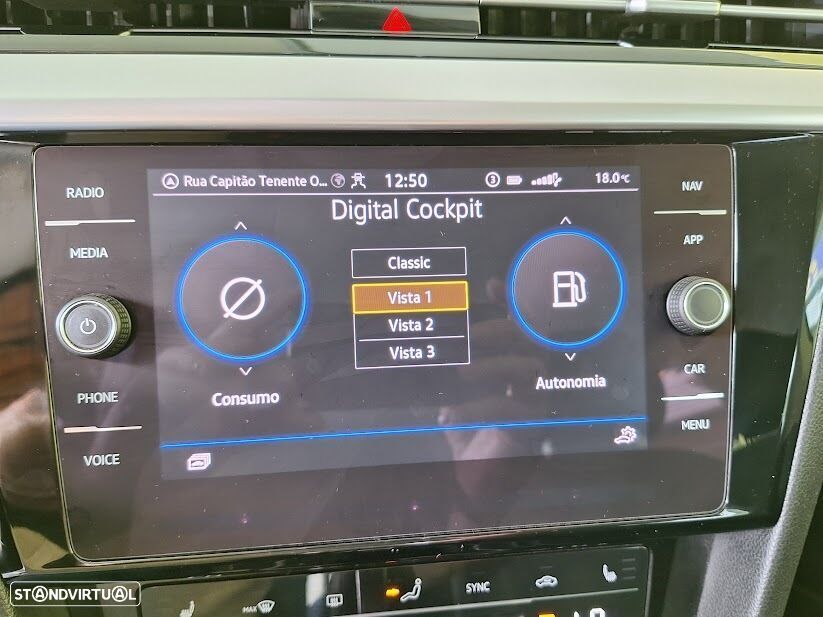 Rua Capitão Tenente O... 12:50 3 18.0°C
Digital Cockpit
RADIO
MEDIA
PHONE
VOICE
Consumo
Classic
Vista 1
Vista 2
Vista 3
Autonomia
NAV
APP
CAR
MENU
MAX
SYNC
STANDVIRTUAL